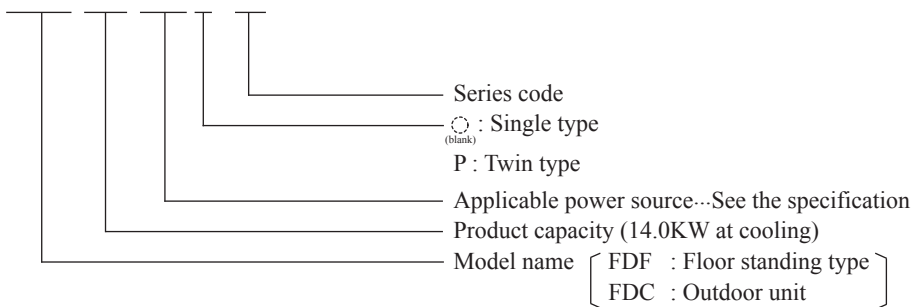 Series code
: Single type
(blank)
P : Twin type
Applicable power source···See the specification
Product capacity (14.0KW at cooling)
Model name FDF : Floor standing type
FDC : Outdoor unit